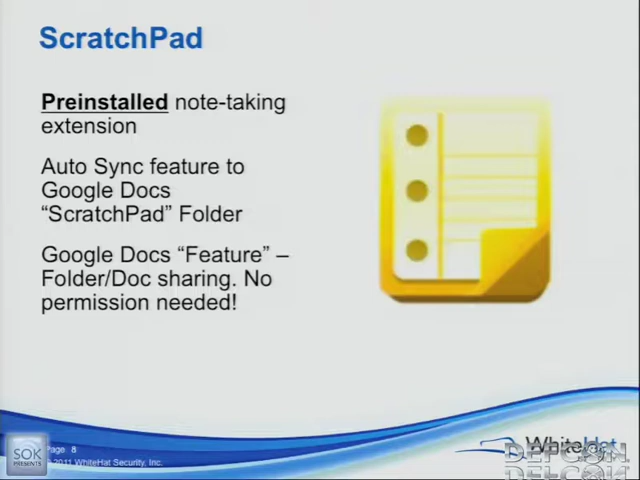 ScratchPad
Preinstalled note-taking
extension
Auto Sync feature to
Google Docs
“ScratchPad” Folder
Google Docs “Feature” –
Folder/Doc sharing. No
permission needed!
Page 8
© 2011 WhiteHat Security, Inc.
SOK
PRESENTS
WhiteHat
DEFCON